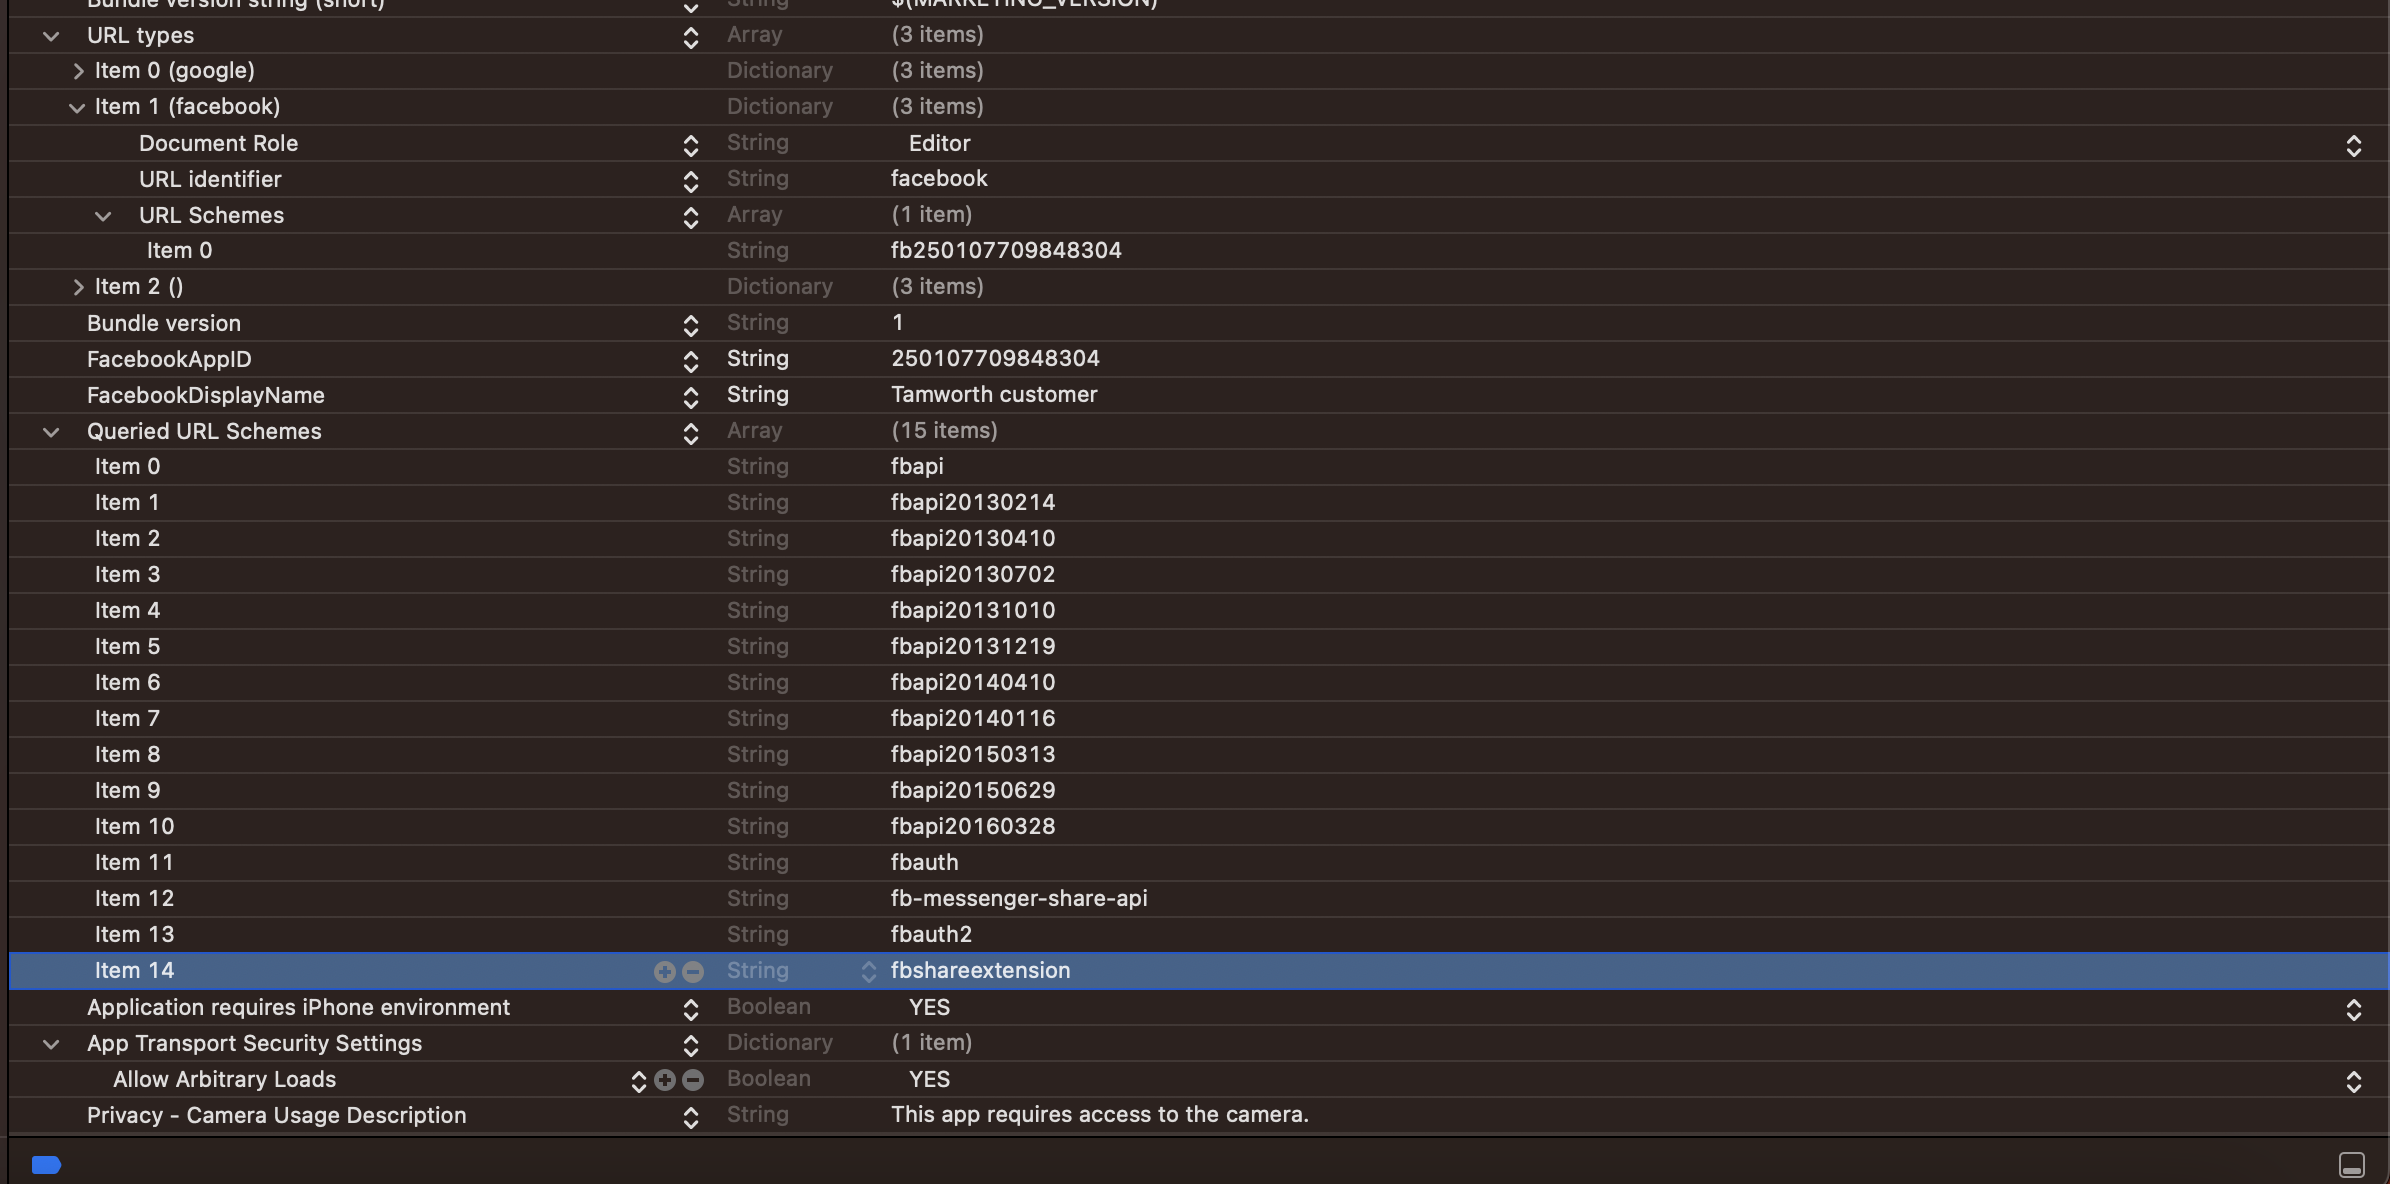 Bundle version string (short) String $(MARKETING_VERSION)
URL types Array (3 items)
Item 0 (google) Dictionary (3 items)
Item 1 (facebook) Dictionary (3 items)
Document Role String Editor
URL identifier String facebook
URL Schemes Array (1 item)
Item 0 String fb250107709848304
Item 2 () Dictionary (3 items)
Bundle version String 1
FacebookAppID String 250107709848304
FacebookDisplayName String Tamworth customer
Queried URL Schemes Array (15 items)
Item 0 String fbapi
Item 1 String fbapi20130214
Item 2 String fbapi20130410
Item 3 String fbapi20130702
Item 4 String fbapi20131010
Item 5 String fbapi20131219
Item 6 String fbapi20140410
Item 7 String fbapi20140116
Item 8 String fbapi20150313
Item 9 String fbapi20150629
Item 10 String fbapi20160328
Item 11 String fbauth
Item 12 String fb-messenger-share-api
Item 13 String fbauth2
Item 14 String fbshareextension
Application requires iPhone environment Boolean YES
App Transport Security Settings Dictionary (1 item)
Allow Arbitrary Loads Boolean YES
Privacy - Camera Usage Description String This app requires access to the camera.